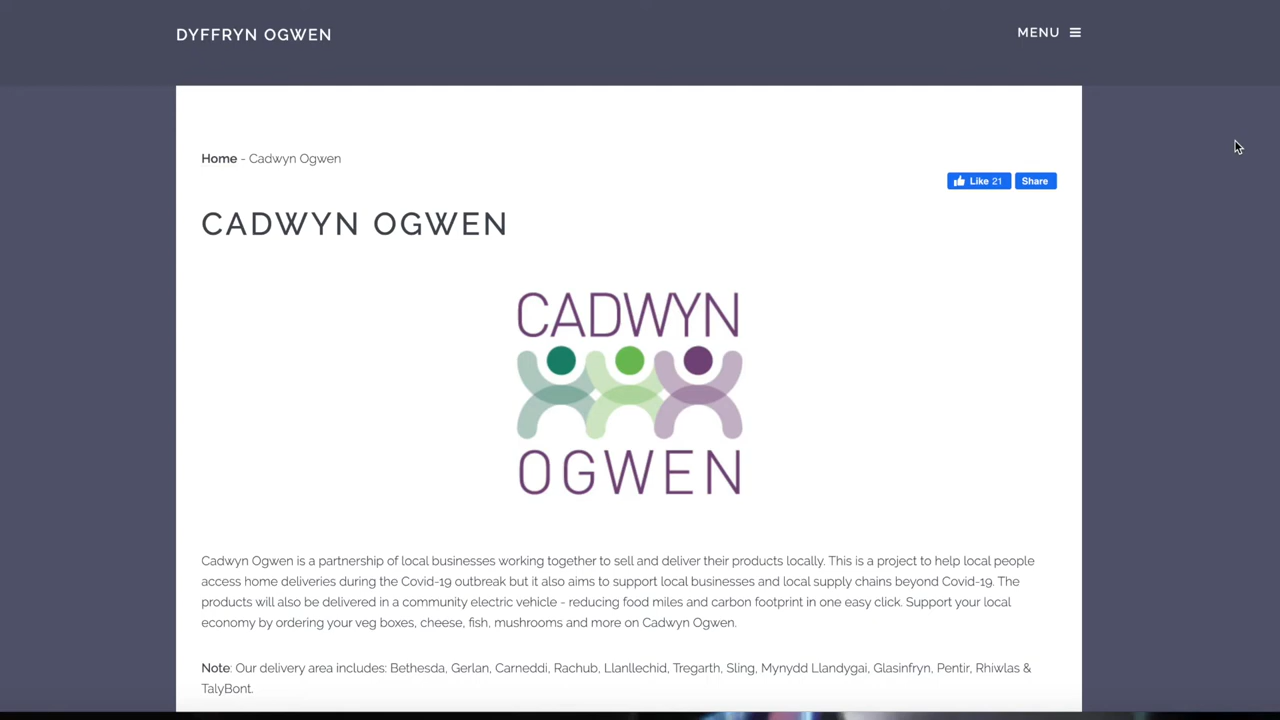 DYFFRYN OGWEN
MENU
Home - Cadwyn Ogwen
Like 21 Share
CADWYN OGWEN
CADWYN
OGWEN
Cadwyn Ogwen is a partnership of local businesses working together to sell and deliver their products locally. This is a project to help local people
access home deliveries during the Covid-19 outbreak but it also aims to support local businesses and local supply chains beyond Covid-19. The
products will also be delivered in a community electric vehicle - reducing food miles and carbon footprint in one easy click. Support your local
economy by ordering your veg boxes, cheese, fish, mushrooms and more on Cadwyn Ogwen.
Note: Our delivery area includes: Bethesda, Gerlan, Carneddi, Rachub, Llanllechid, Tregarth, Sling, Mynydd Llandygai, Glasinfryn, Pentir, Rhiwlas &
TalyBont.